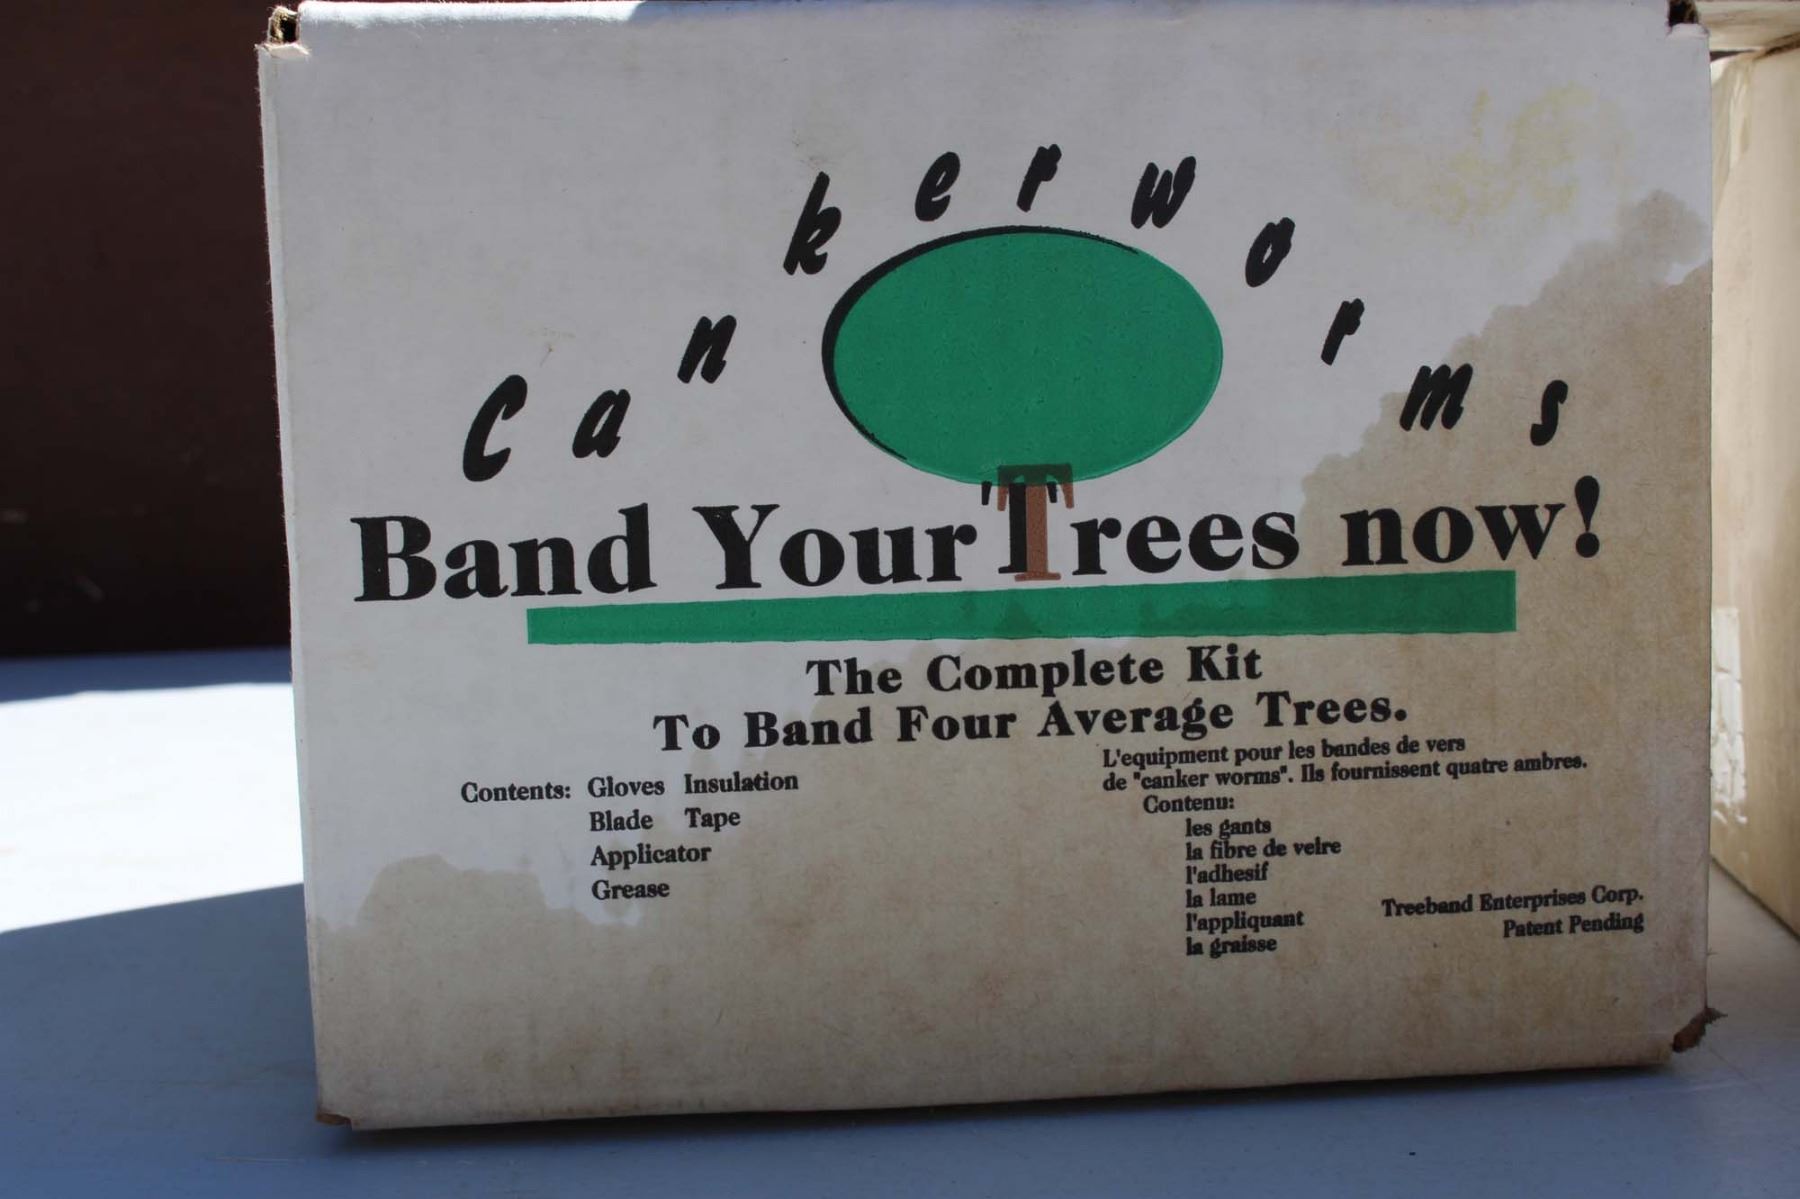 Cankerworms
Band Your Trees now!
The Complete Kit
To Band Four Average Trees.
Contents: Gloves Insulation
Blade Tape
Applicator
Grease
L'equipment pour les bandes de vers
de "canker worms". Ils fournissent quatre ambres.
Contenu:
les gants
la fibre de veire
l'adhesif
la lame
l'appliquant
la graisse
Treeband Enterprises Corp.
Patent Pending